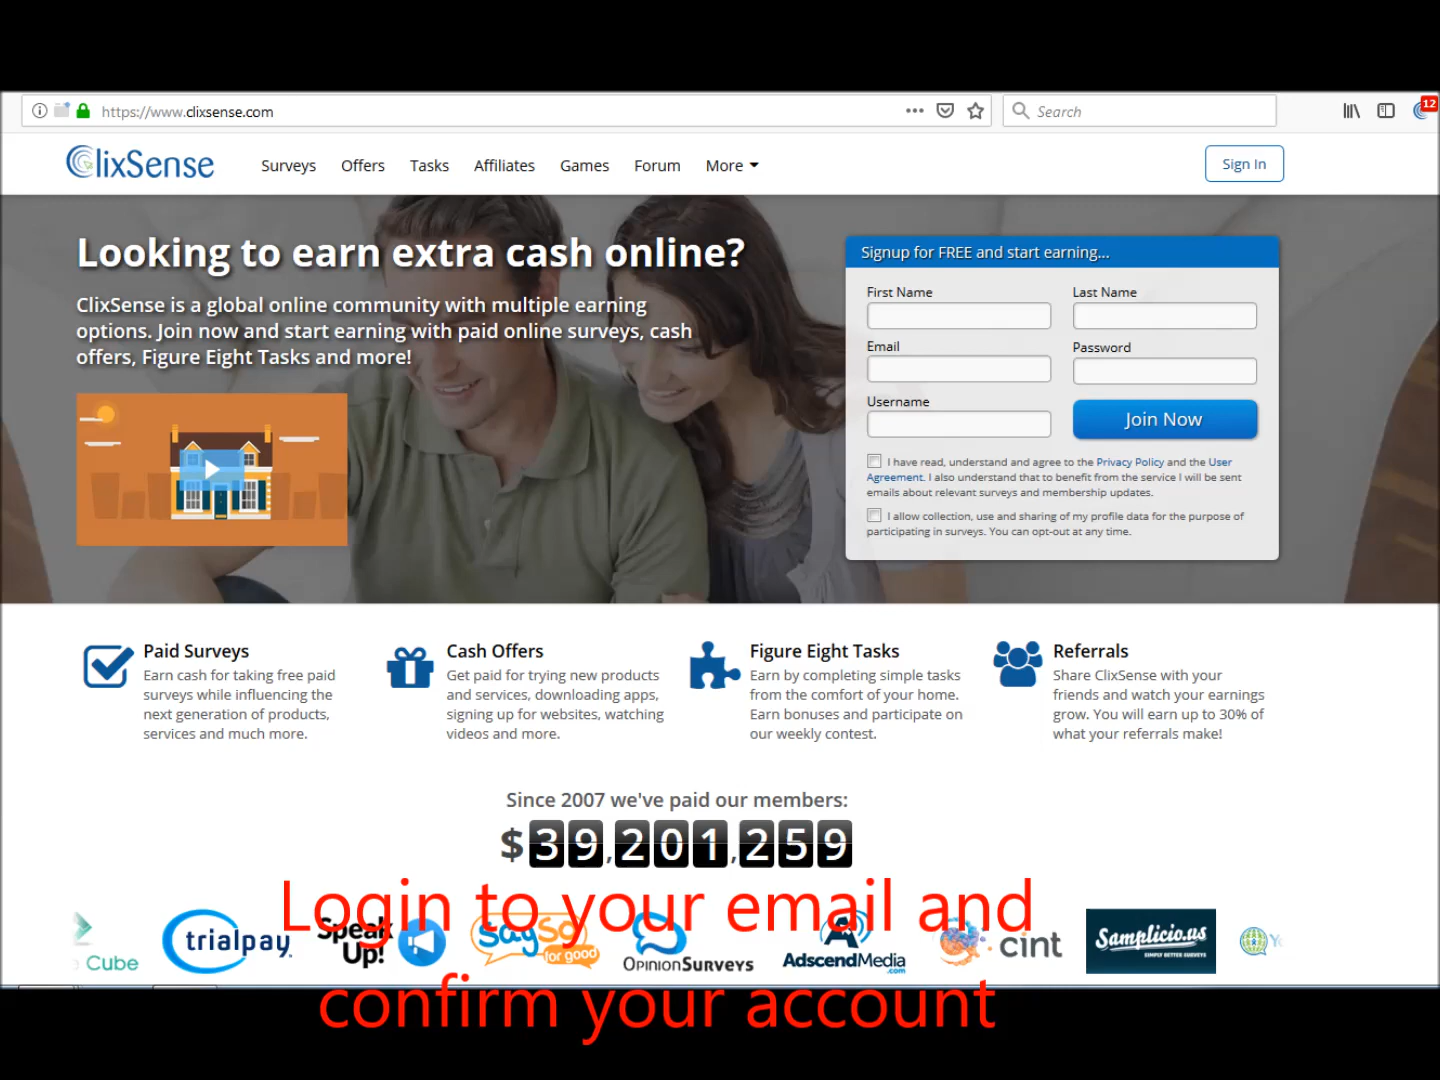 https://www.clixsense.com
Search
12
ClixSense
Surveys
Offers
Tasks
Affiliates
Games
Forum
More
Sign In
Looking to earn extra cash online?
ClixSense is a global online community with multiple earning
options. Join now and start earning with paid online surveys, cash
offers, Figure Eight Tasks and more!
Signup for FREE and start earning...
First Name
Last Name
Email
Password
Username
Join Now
I have read, understand and agree to the Privacy Policy and the User
Agreement. I also understand that to benefit from the service I will be sent
emails about relevant surveys and membership updates.
I allow collection, use and sharing of my profile data for the purpose of
participating in surveys. You can opt-out at any time.
Paid Surveys
Earn cash for taking free paid
surveys while influencing the
next generation of products,
services and much more.
Cash Offers
Get paid for trying new products
and services, downloading apps,
signing up for websites, watching
videos and more.
Figure Eight Tasks
Earn by completing simple tasks
from the comfort of your home.
Earn bonuses and participate on
our weekly contest.
Referrals
Share ClixSense with your
friends and watch your earnings
grow. You will earn up to 30% of
what your referrals make!
Since 2007 we've paid our members:
$39,201,259
Login to your email and
confirm your account
Cube
trialpay
Speak
Up!
SaySo
for good
OpinionSurveys
AdscendMedia
.com
cint
Samplicio.us
SIMPLY BETTER SURVEYS